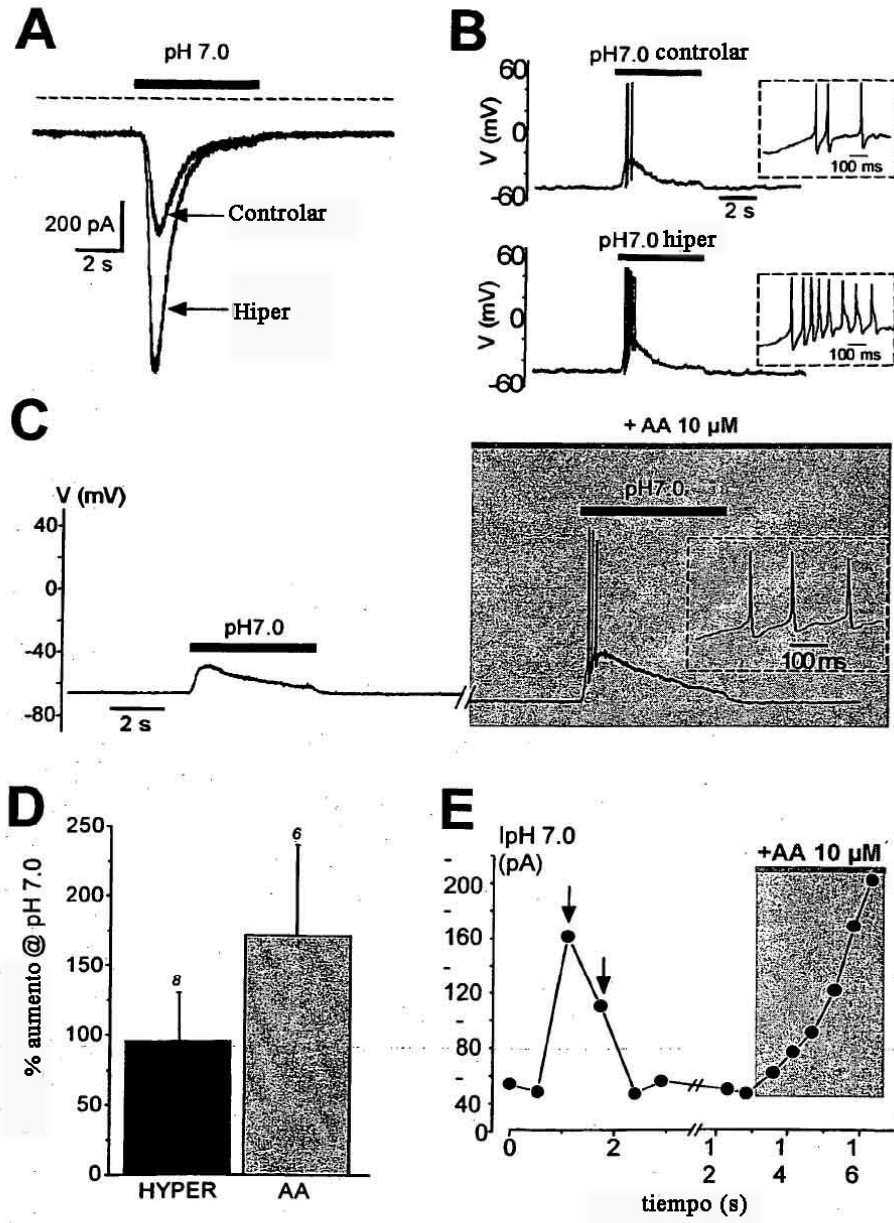 A
pH 7.0
200 pA
2 s
Controlar
Hiper
B
pH7.0 controlar
V (mV)
60
0
-60
2 s
100 ms
pH7.0 hiper
V (mV)
60
0
-60
100 ms
C
V (mV)
40
0
-40
-80
pH7.0
2 s
+ AA 10 µM
pH7.0
100 ms
D
% aumento @ pH 7.0
250
200
150
100
50
0
8
6
HYPER
AA
E
IpH 7.0
(pA)
200
160
120
80
40
0
+AA 10 µM
0
2
1
2
1
4
1
6
tiempo (s)